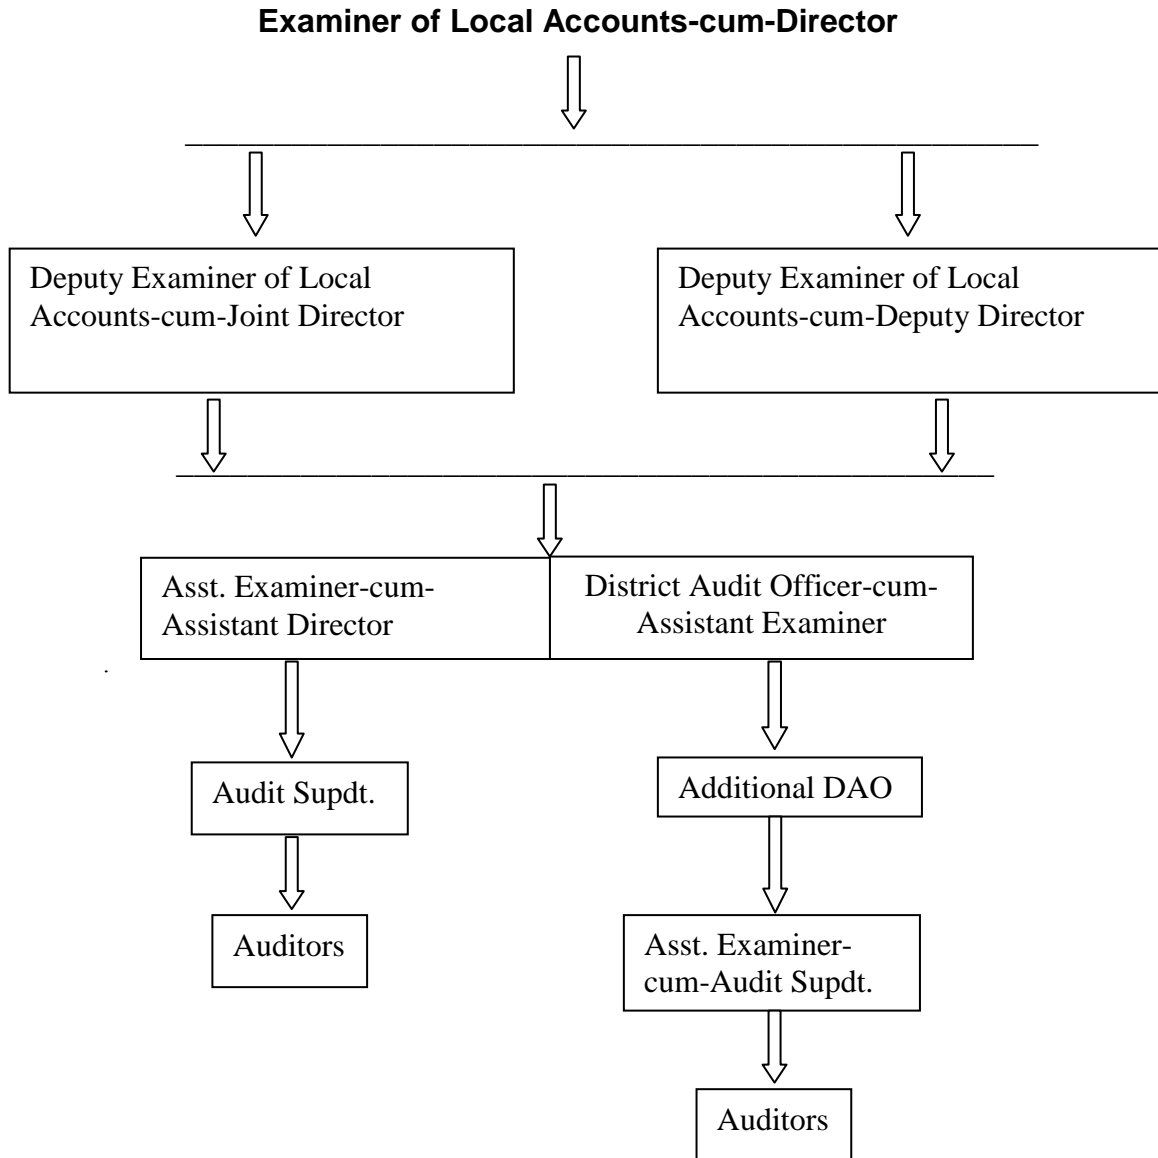 Examiner of Local Accounts-cum-Director
Deputy Examiner of Local
Accounts-cum-Joint Director
Deputy Examiner of Local
Accounts-cum-Deputy Director
Asst. Examiner-cum-
Assistant Director
District Audit Officer-cum-
Assistant Examiner
Audit Supdt.
Additional DAO
Auditors
Asst. Examiner-
cum-Audit Supdt.
Auditors